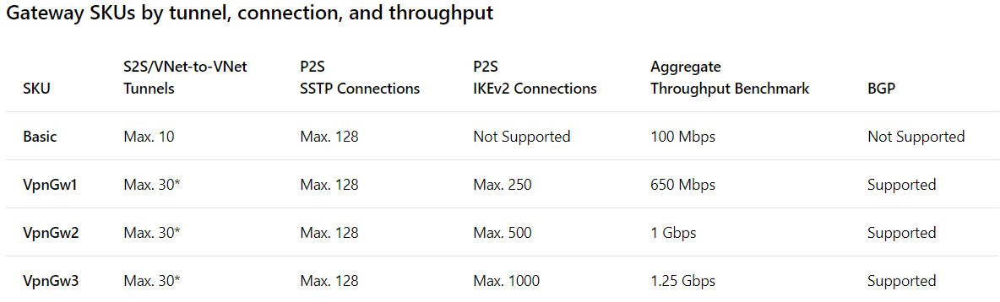 Gateway SKUs by tunnel, connection, and throughput
SKU S2S/VNet-to-VNet Tunnels P2S SSTP Connections P2S IKEv2 Connections Aggregate Throughput Benchmark BGP
Basic Max. 10 Max. 128 Not Supported 100 Mbps Not Supported
VpnGw1 Max. 30* Max. 128 Max. 250 650 Mbps Supported
VpnGw2 Max. 30* Max. 128 Max. 500 1 Gbps Supported
VpnGw3 Max. 30* Max. 128 Max. 1000 1.25 Gbps Supported